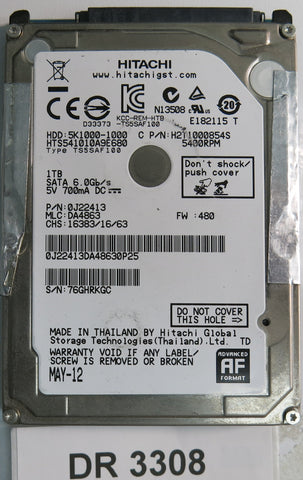 HITACHI
www.hitachigst.com
KCC-REM-HTB
-TS5SAF100
D33373
N13508
20
E182115 T
HDD:5K1000-1000 C P/N:H2T1000854S
HTS541010A9E680 5400RPM
Type TS5SAF100
Don't shock/
push cover
1TB
SATA 6.0Gb/s
5V 700mA DC
P/N:0J22413
MLC:DA4863
FW :480
CHS:16383/16/63
0J22413DA48630P25
S/N:76GHRKGC
DO NOT COVER
THIS HOLE
MADE IN THAILAND BY Hitachi Global
Storage Technologies(Thailand).Ltd. TD
WARRANTY VOID IF ANY LABEL/
SCREW IS REMOVED OR BROKEN
MAY-12
ADVANCED
AF
FORMAT
DR 3308